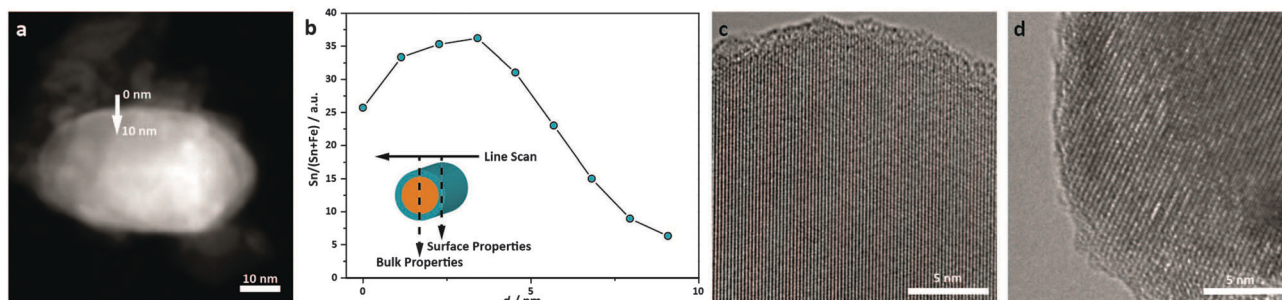 a
0 nm
10 nm
10 nm
b
Sn/(Sn+Fe) / a.u.
40
35
30
25
20
15
10
5
0
Line Scan
Surface Properties
Bulk Properties
0
5
10
c
5 nm
d
5 nm